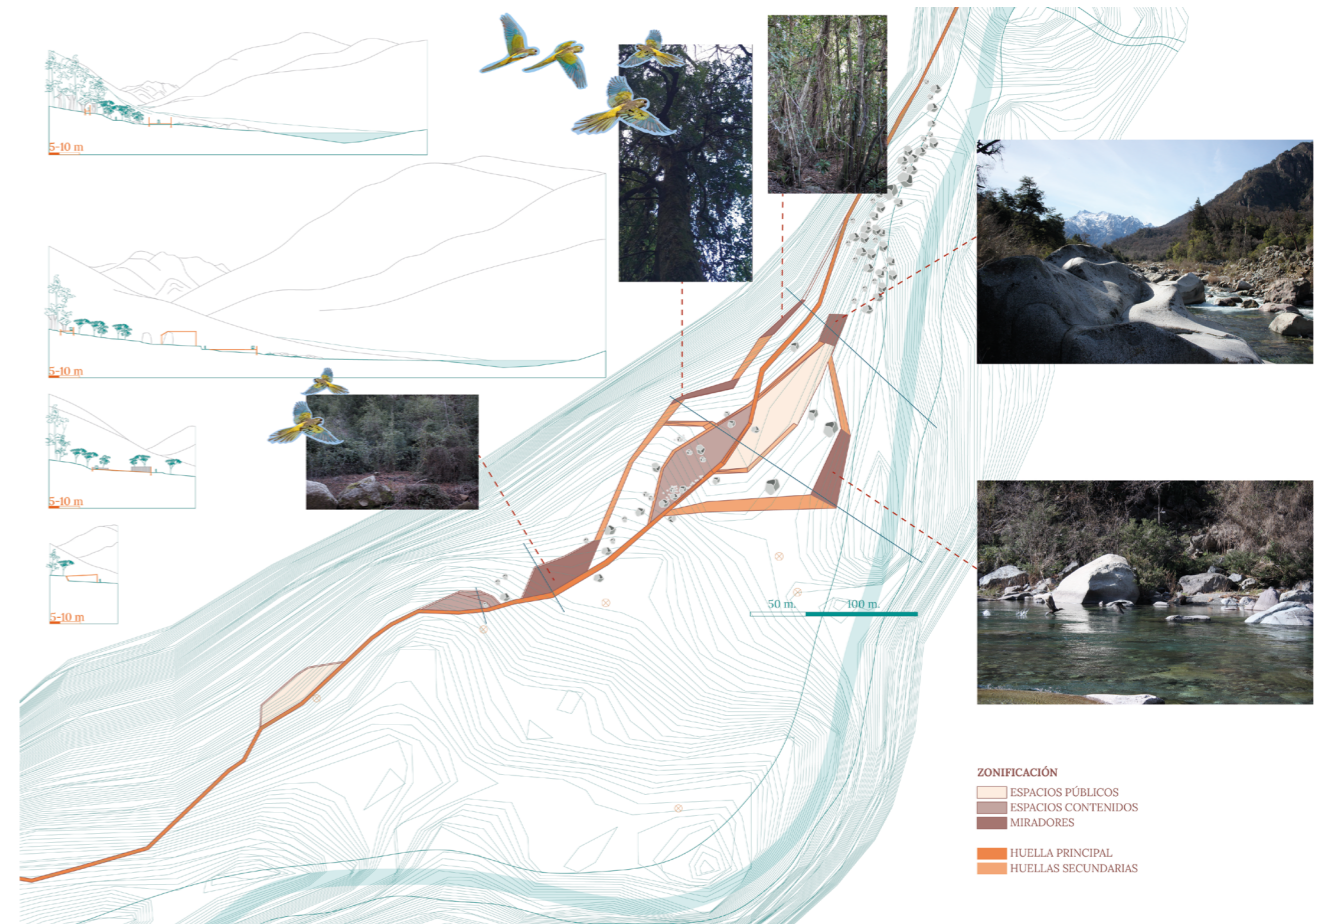 5-10 m
5-10 m
5-10 m
5-10 m
50 m.
100 m.
ZONIFICACIÓN
ESPACIOS PÚBLICOS
ESPACIOS CONTENIDOS
MIRADORES
HUELLA PRINCIPAL
HUELLAS SECUNDARIAS